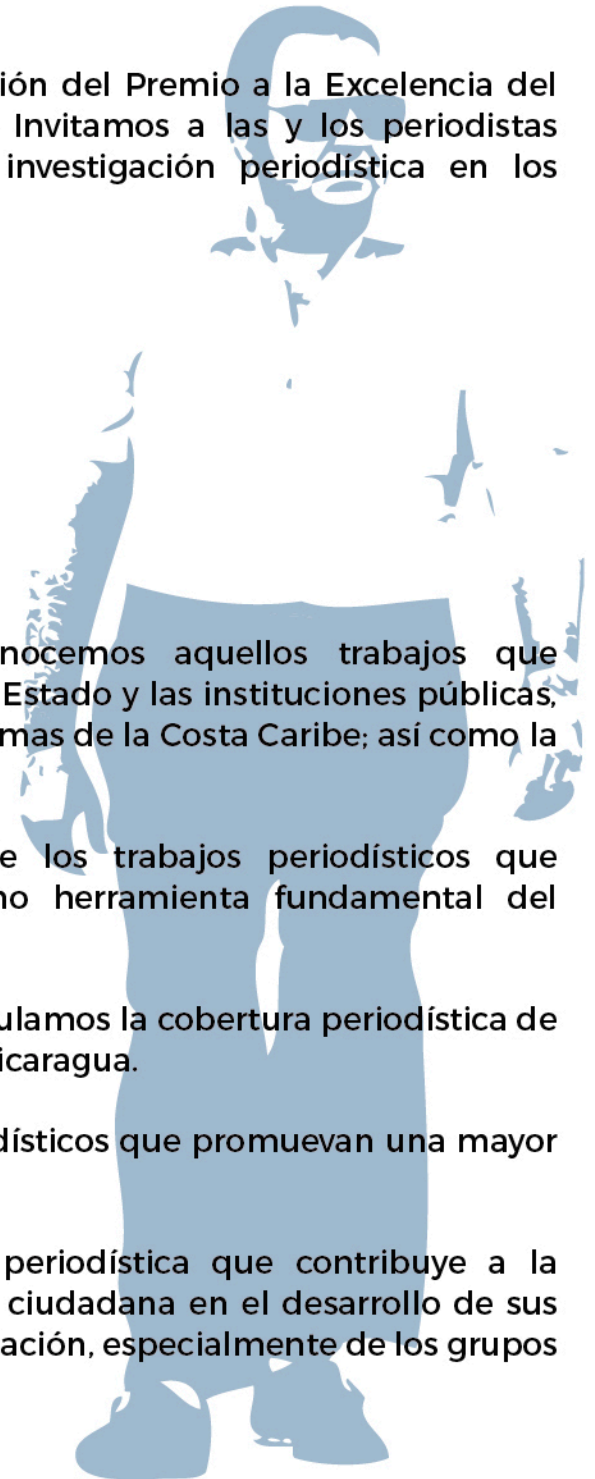 ión del Premio a la Excelencia del
Invitamos a las y los periodistas
investigación periodística en los
nocemos aquellos trabajos que
Estado y las instituciones públicas,
mas de la Costa Caribe; así como la
e los trabajos periodísticos que
no herramienta fundamental del
ulamos la cobertura periodística de
icaragua.
dísticos que promuevan una mayor
periodística que contribuye a la
ciudadana en el desarrollo de sus
ación, especialmente de los grupos